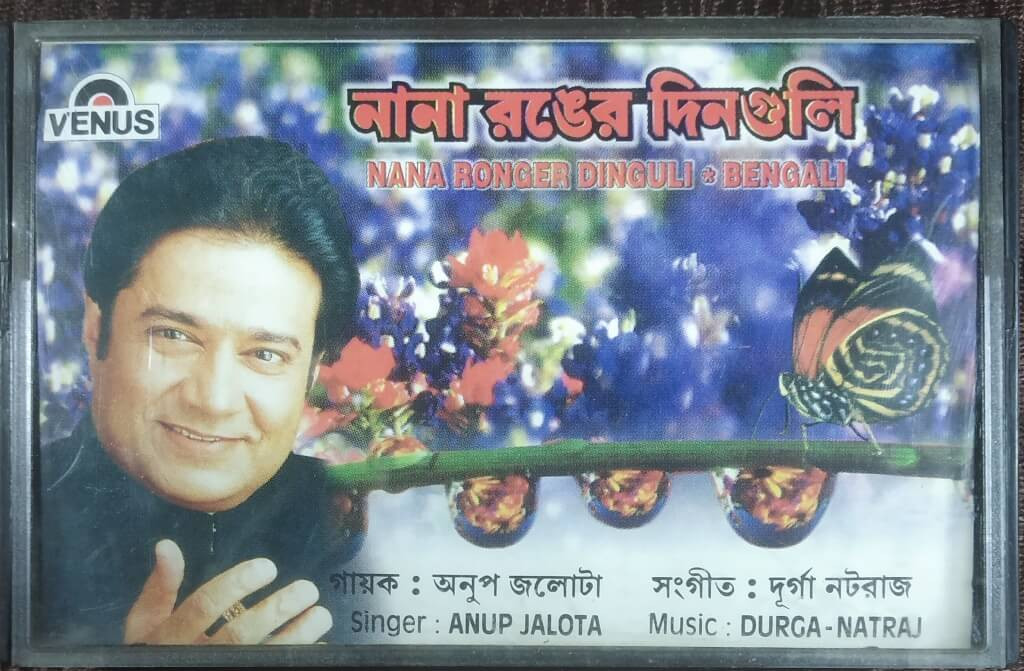 VENUS
নানা রঙের দিনগুলি
NANA RONGER DINGULI * BENGALI
গায়ক : অনুপ জলোটা
সংগীত : দূর্গা নটরাজ
Singer : ANUP JALOTA
Music : DURGA-NATRAJ